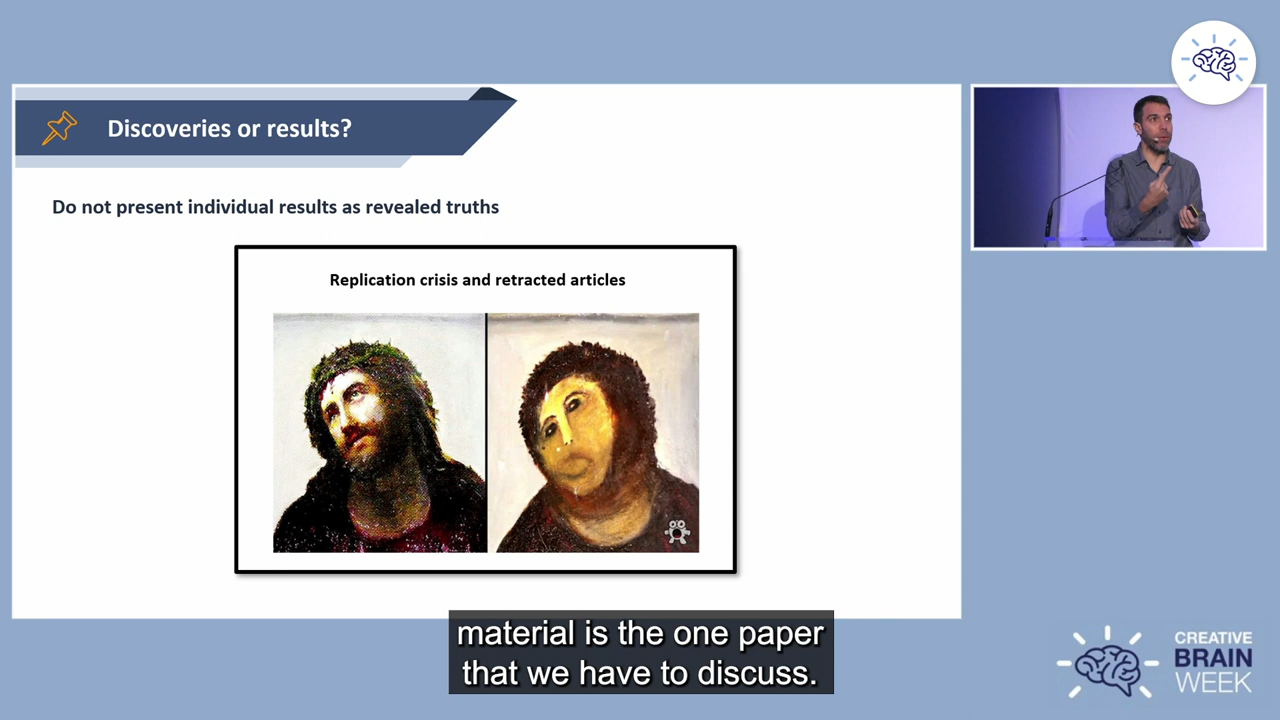 Discoveries or results?
Do not present individual results as revealed truths
Replication crisis and retracted articles
material is the one paper
that we have to discuss.
CREATIVE
BRAIN
WEEK